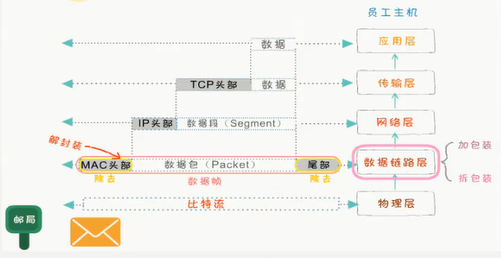 员工主机
数据
应用层
TCP头部
数据
传输层
IP头部
数据段（Segment）
网络层
解封装
加包装
MAC头部
数据包（Packet）
尾部
数据链路层
除去
数据帧
除去
拆包装
比特流
物理层
邮局